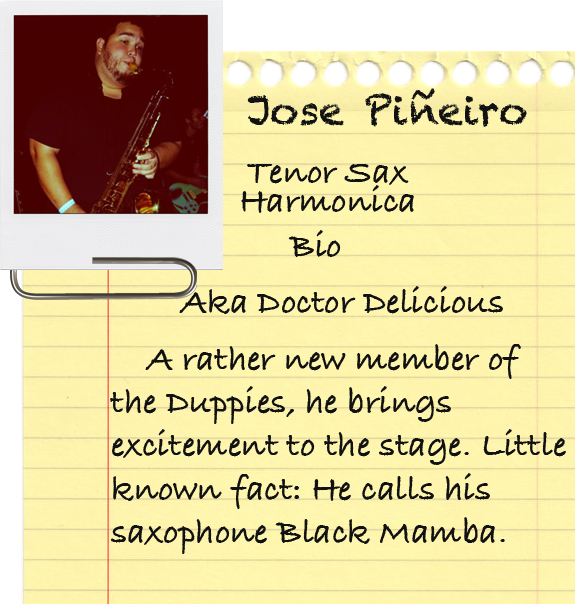 Jose Piñeiro
Tenor Sax
Harmonica
Bio
Aka Doctor Delicious
A rather new member of
the Duppies, he brings
excitement to the stage. Little
known fact: He calls his
saxophone Black Mamba.